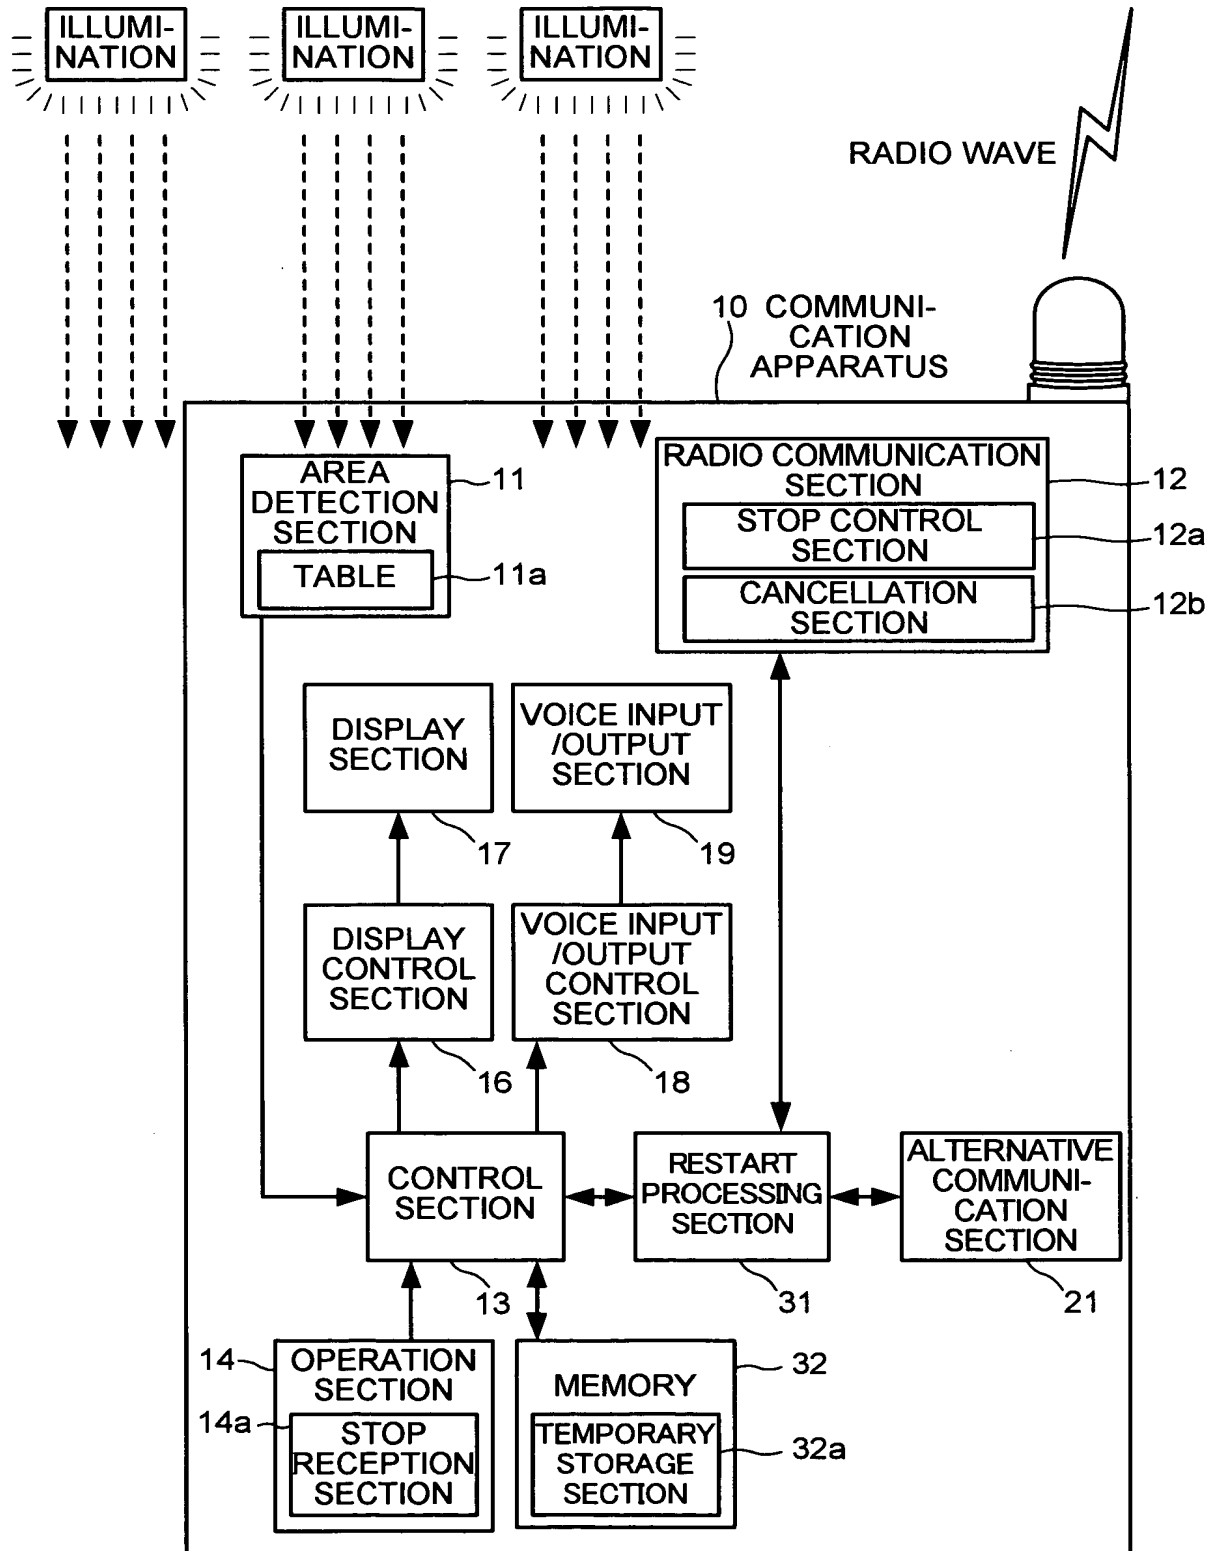 ILLUMI-
NATION
ILLUMI-
NATION
ILLUMI-
NATION
RADIO WAVE
10 COMMUNI-
CATION
APPARATUS
AREA
DETECTION
SECTION
11
TABLE
11a
RADIO COMMUNICATION
SECTION
12
STOP CONTROL
SECTION
12a
CANCELLATION
SECTION
12b
DISPLAY
SECTION
17
VOICE INPUT
/OUTPUT
SECTION
19
DISPLAY
CONTROL
SECTION
16
VOICE INPUT
/OUTPUT
CONTROL
SECTION
18
CONTROL
SECTION
13
RESTART
PROCESSING
SECTION
31
ALTERNATIVE
COMMUNI-
CATION
SECTION
21
14
OPERATION
SECTION
14a
STOP
RECEPTION
SECTION
MEMORY
32
TEMPORARY
STORAGE
SECTION
32a